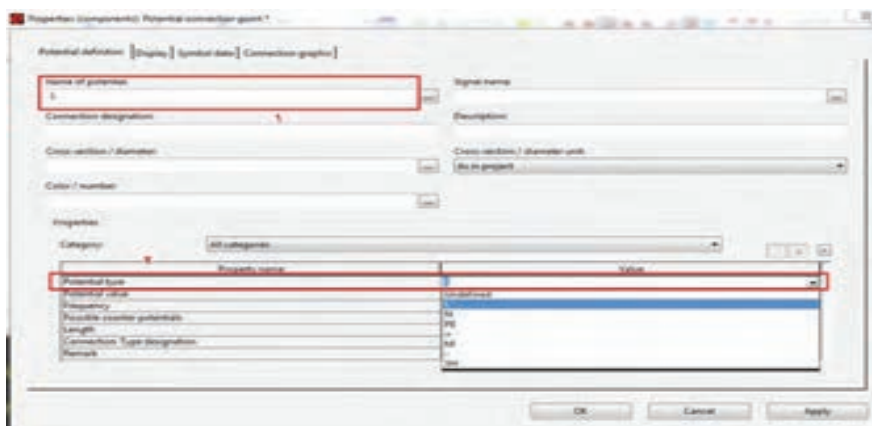 Properties (components): Potential connection point *
Potential definition Display Symbol data Connection graphic
Name of potential: Signal name:
Connection designation: Description:
Cross-section / diameter: Cross-section / diameter unit:
As in project
Color / number:
Properties
Category: All categories
Property name Value
Potential type
Potential value Undefined
Frequency
Possible counter potentials N
Length PE
Connection: Type designation +
Remark
SH
OK Cancel Apply